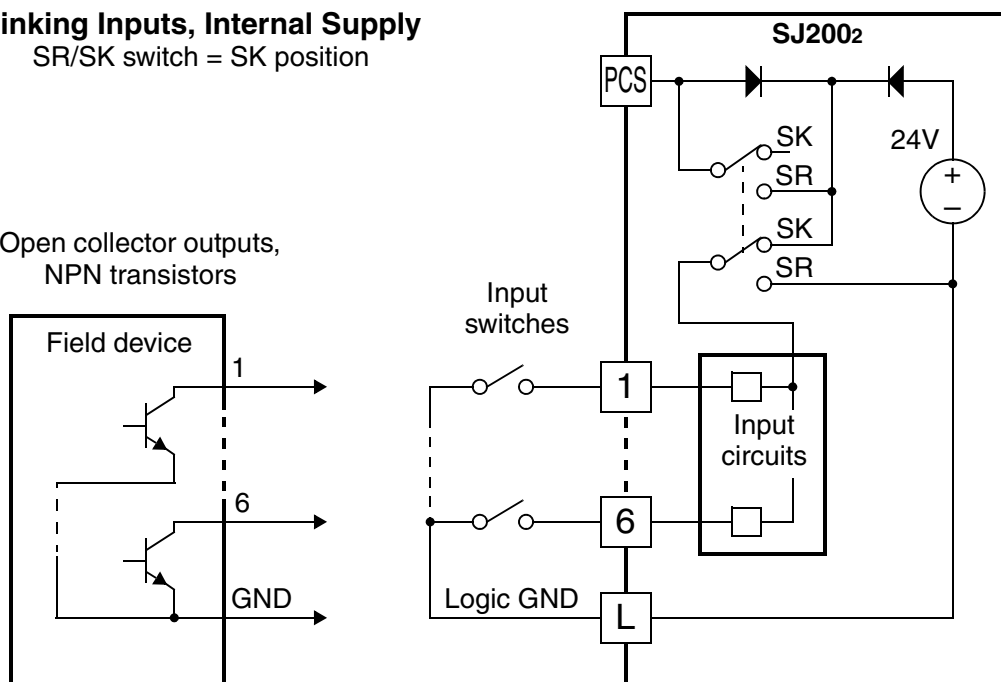 inking Inputs, Internal Supply
SR/SK switch = SK position
SJ2002
PCS
SK
24V
SR
+
–
SK
SR
Open collector outputs,
NPN transistors
Input
switches
Field device
1
1
Input
circuits
6
6
GND
Logic GND
L